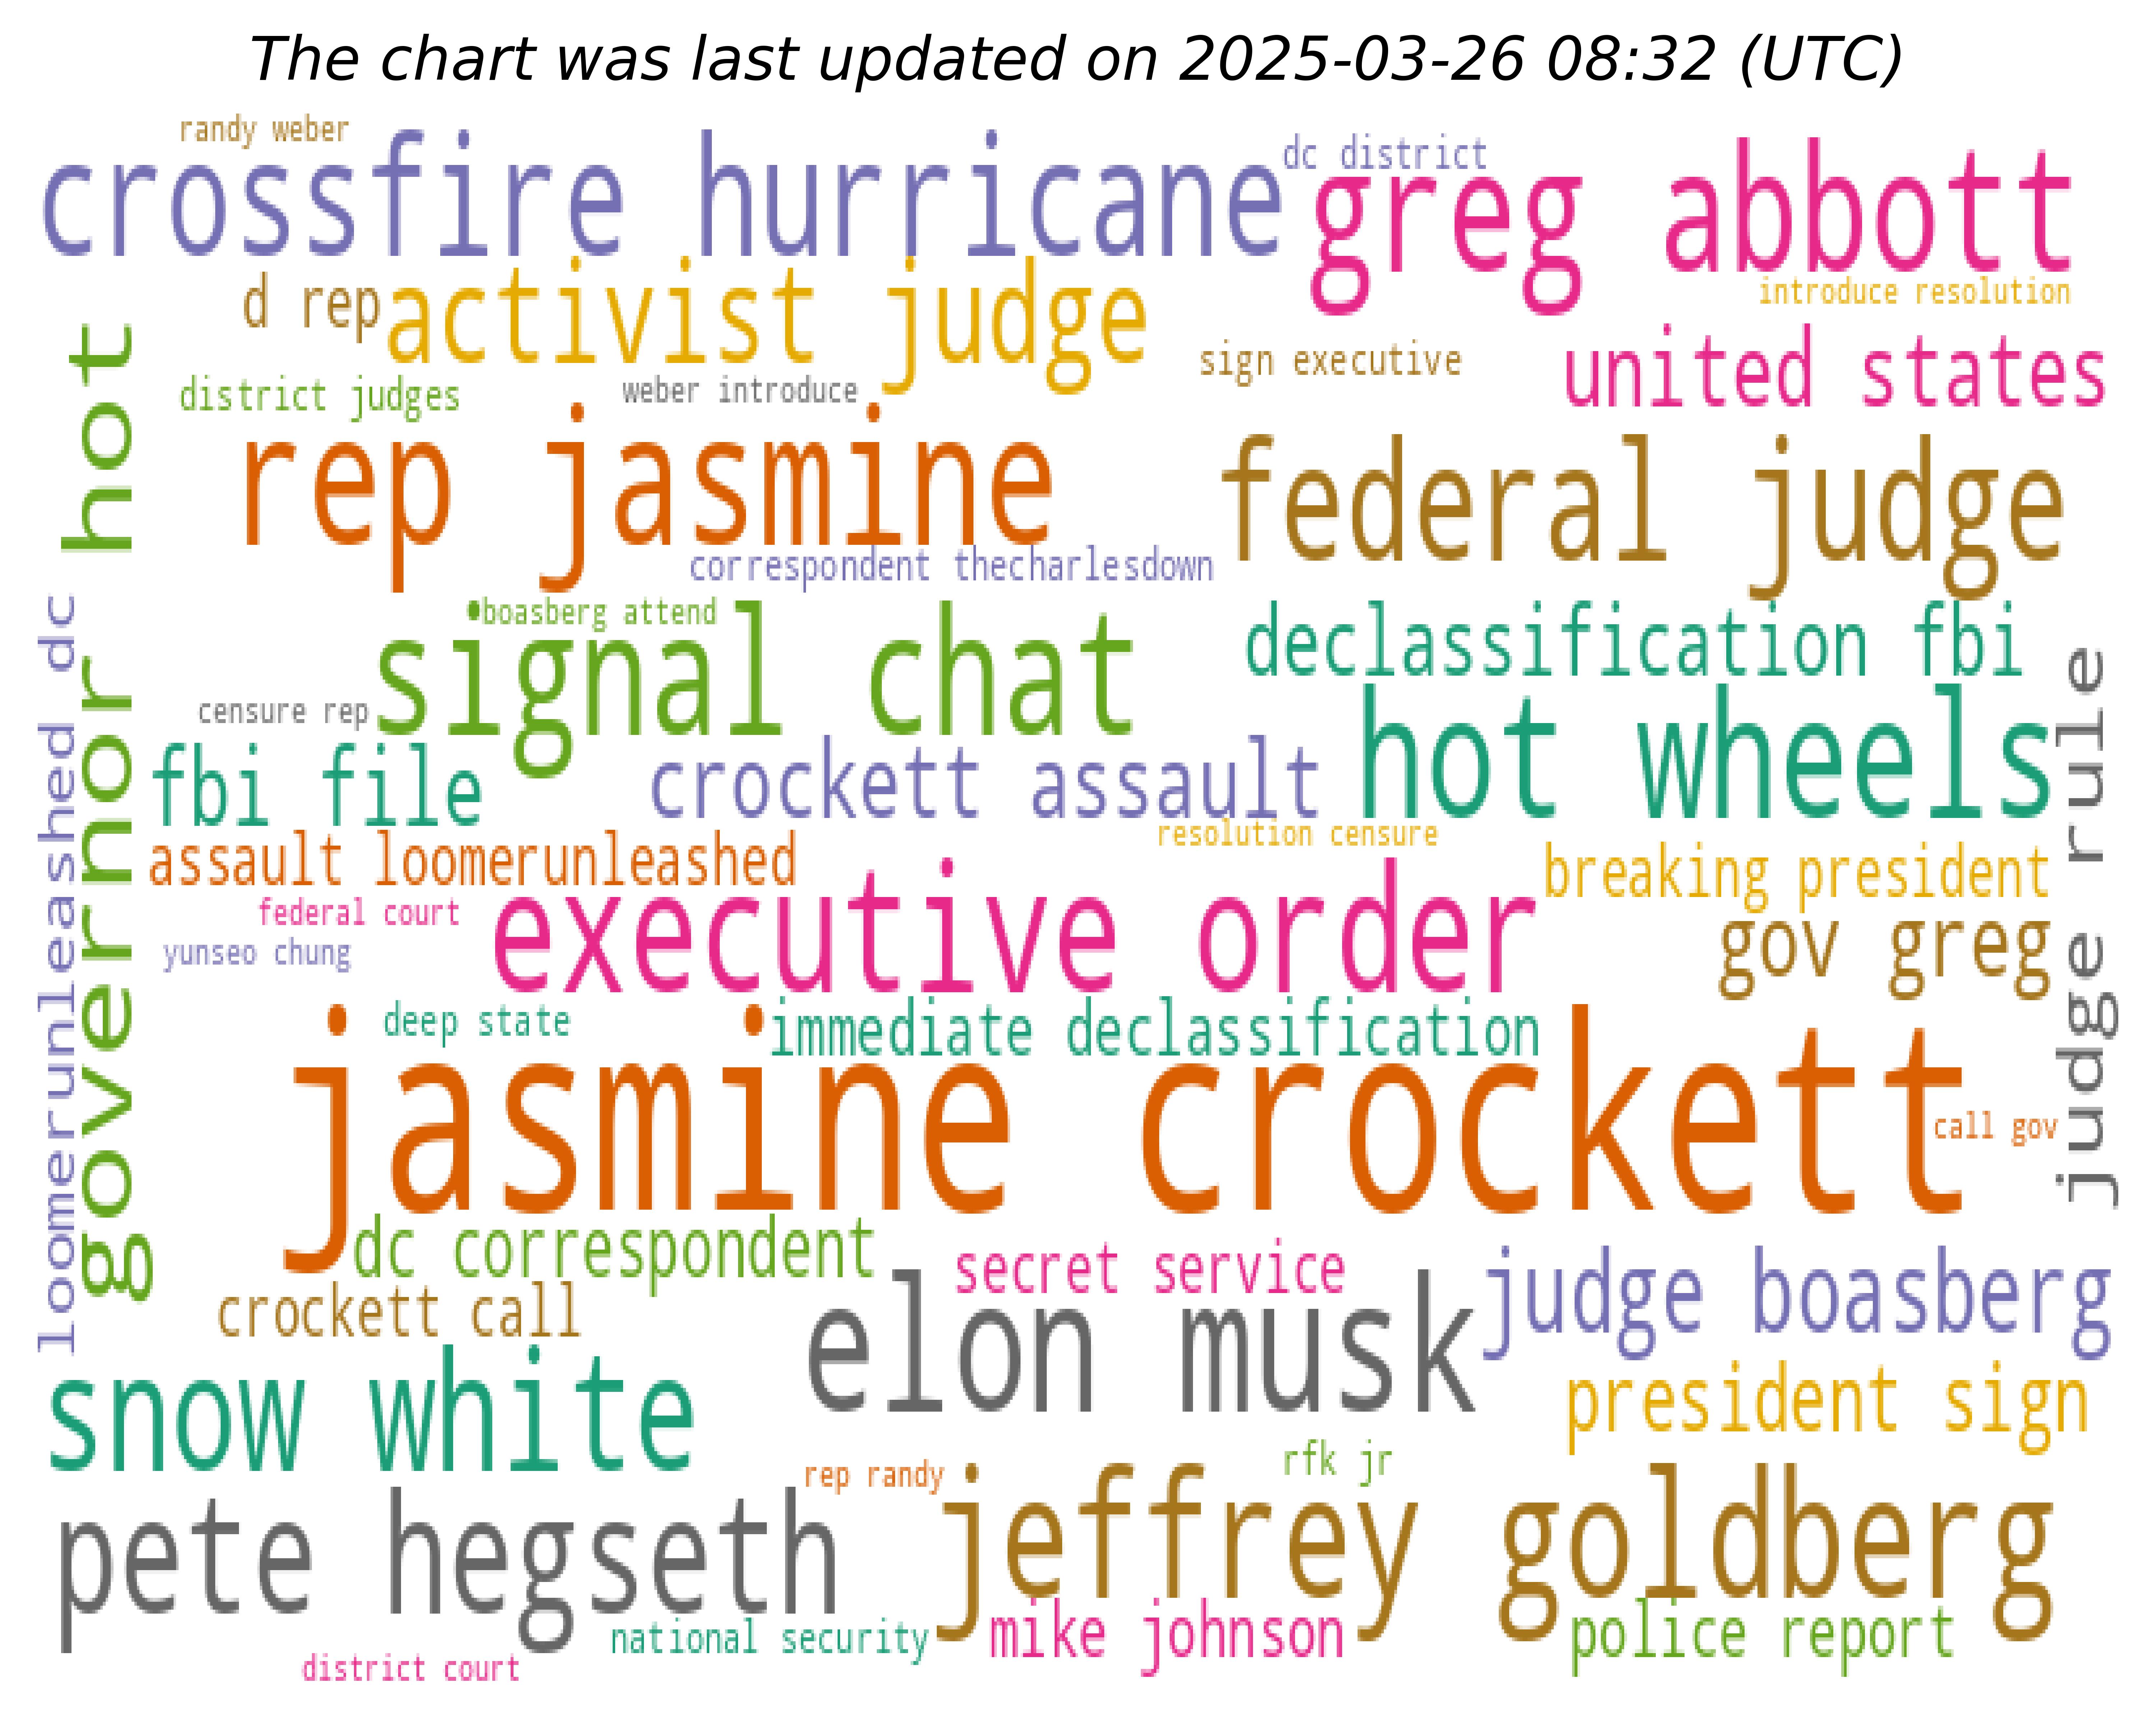 The chart was last updated on 2025-03-26 08:32 (UTC)
randy weber
crossfire hurricane
dc district
greg abbott
introduce resolution
d rep
activist judge
sign executive
united states
district judges
weber introduce
governor hot
rep jasmine
federal judge
correspondent thecharlesdown
boasberg attend
signal chat
declassification fbi
loomerunleashed dc
censure rep
hot wheels
judge rule
fbi file
crockett assault
resolution censure
assault loomerunleashed
breaking president
federal court
executive order
gov greg
yunseo chung
deep state
immediate declassification
jasmine crockett
call gov
dc correspondent
secret service
judge boasberg
crockett call
elon musk
snow white
president sign
rfk jr
rep randy
jeffrey goldberg
pete hegseth
national security
mike johnson
police report
district court